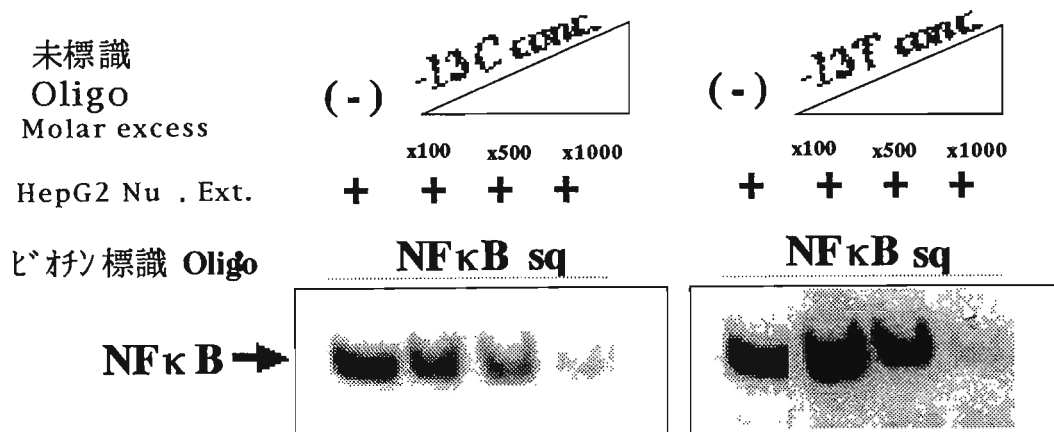 未標識
Oligo
Molar excess
(-) -13C conc. (-) -13T conc.
x100 x500 x1000 x100 x500 x1000
HepG2 Nu . Ext. + + + + + + + +
ビオチン標識 Oligo NFκB sq NFκB sq
NFκB